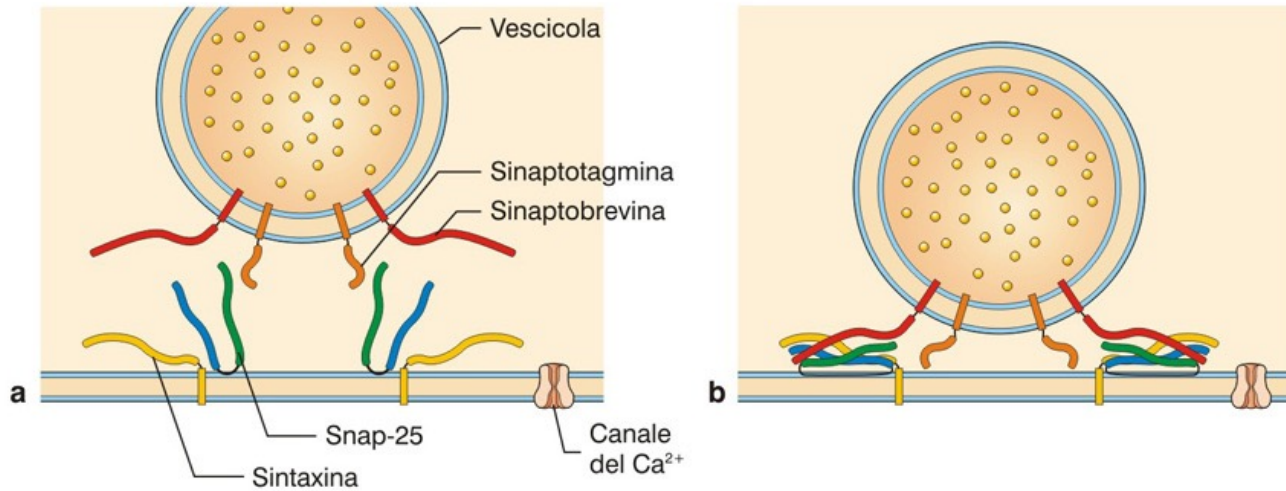 Vescicola
Sinaptotagmina
Sinaptobrevina
a
b
Snap-25
Sintaxina
Canale
del Ca²⁺